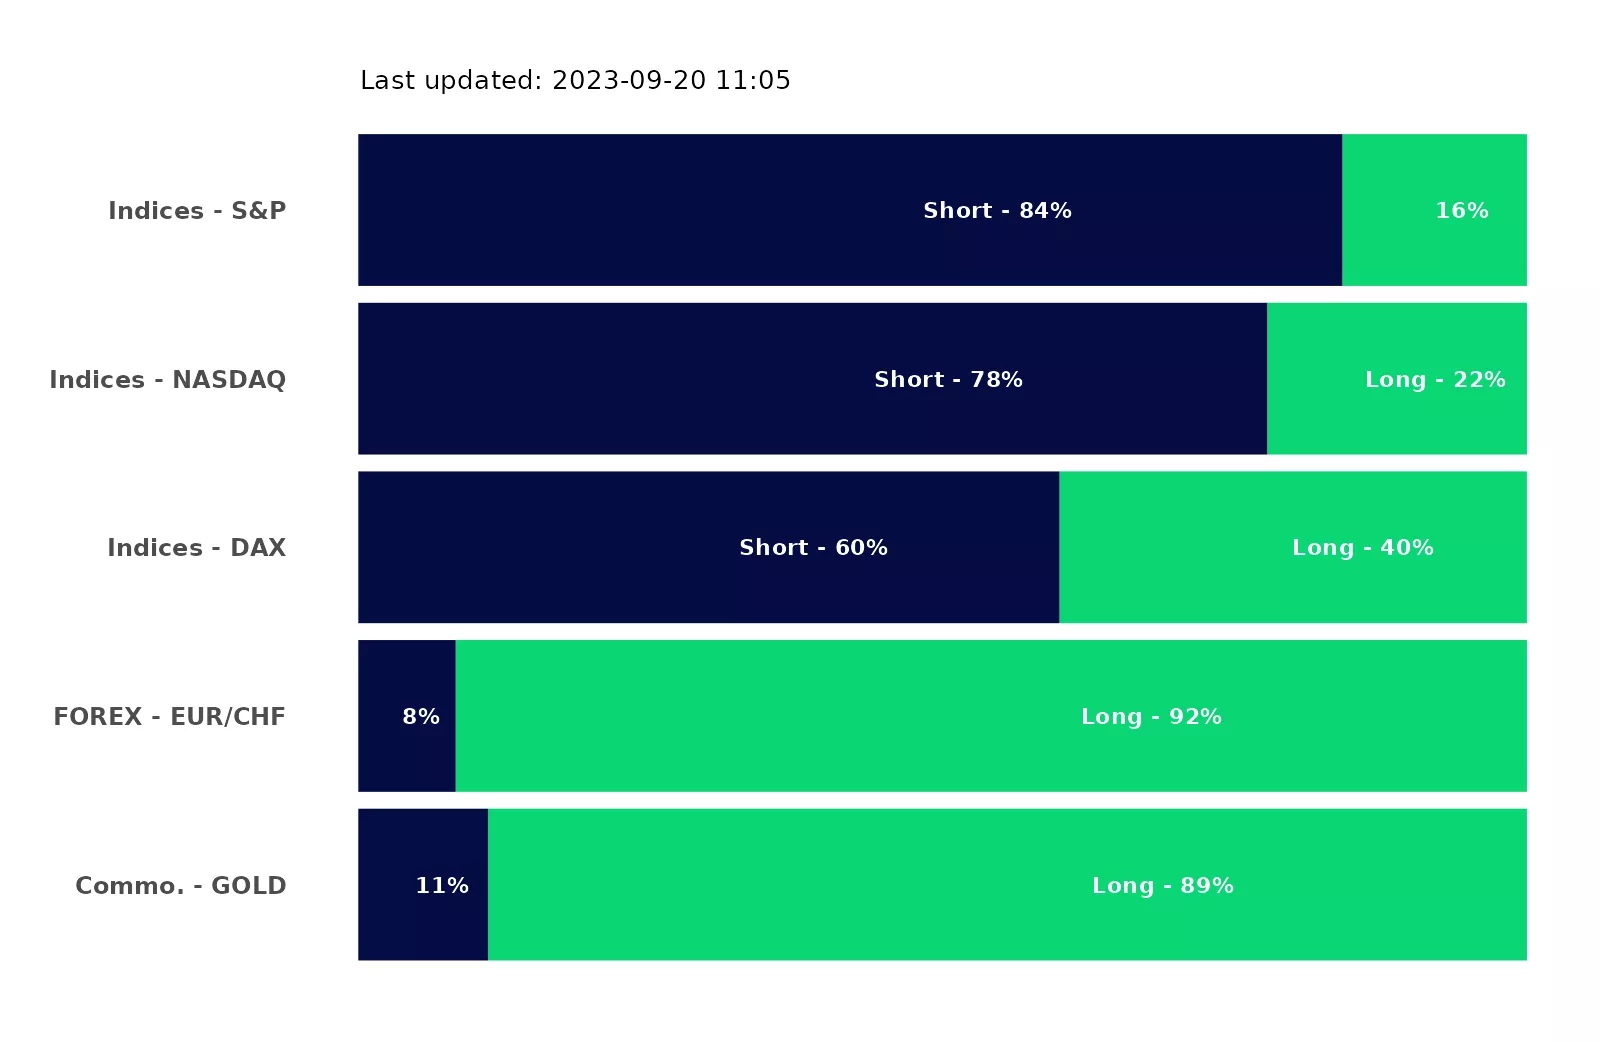 Last updated: 2023-09-20 11:05
Indices - S&P Short - 84% 16%
Indices - NASDAQ Short - 78% Long - 22%
Indices - DAX Short - 60% Long - 40%
FOREX - EUR/CHF 8% Long - 92%
Commo. - GOLD 11% Long - 89%